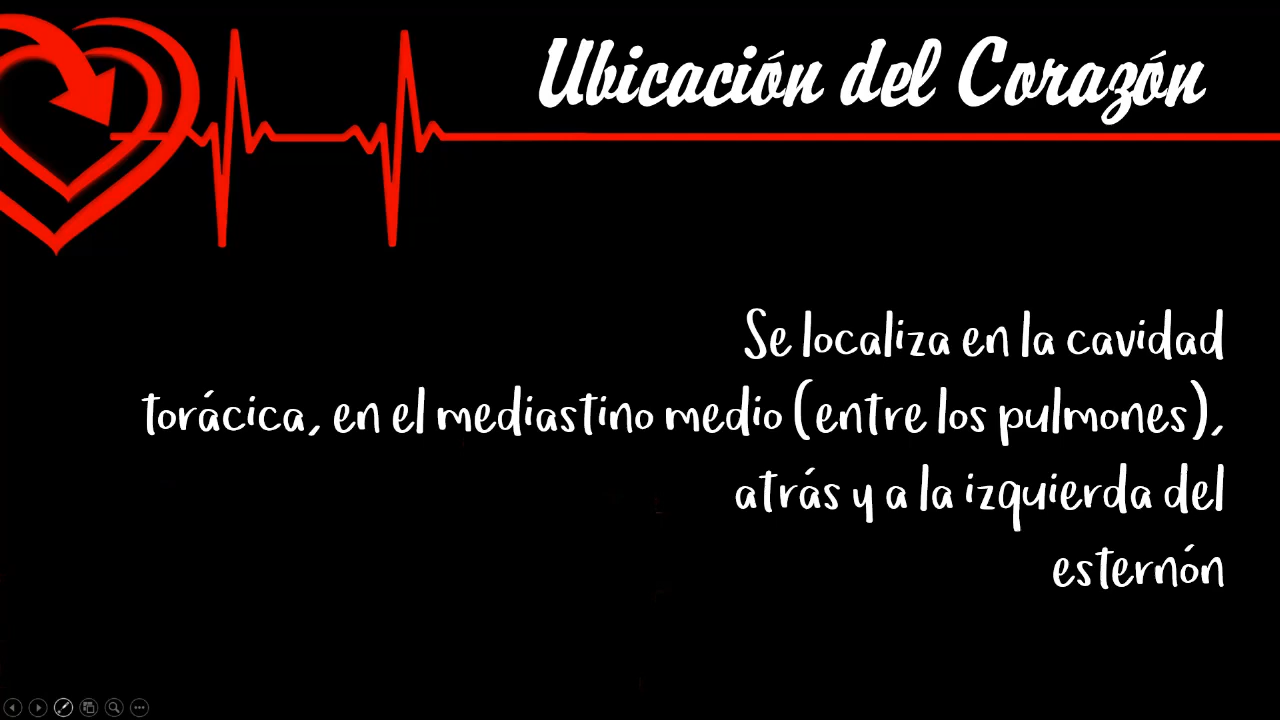 Ubicación del Corazón
Se localiza en la cavidad
torácica, en el mediastino medio (entre los pulmones),
atrás y a la izquierda del
esternón